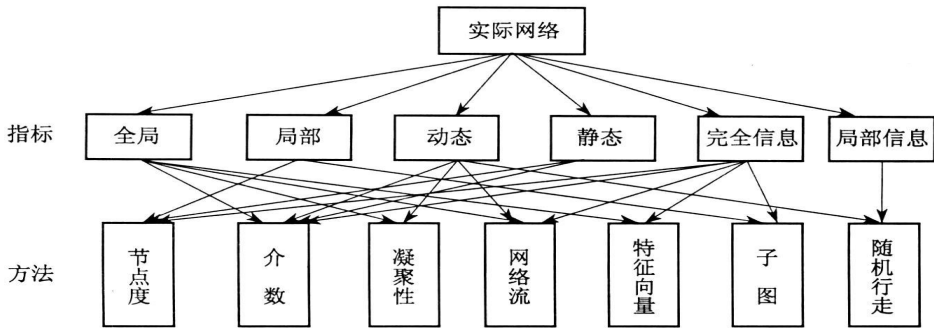 实际网络
指标
全局
局部
动态
静态
完全信息
局部信息
方法
节点度
介数
凝聚性
网络流
特征向量
子图
随机行走